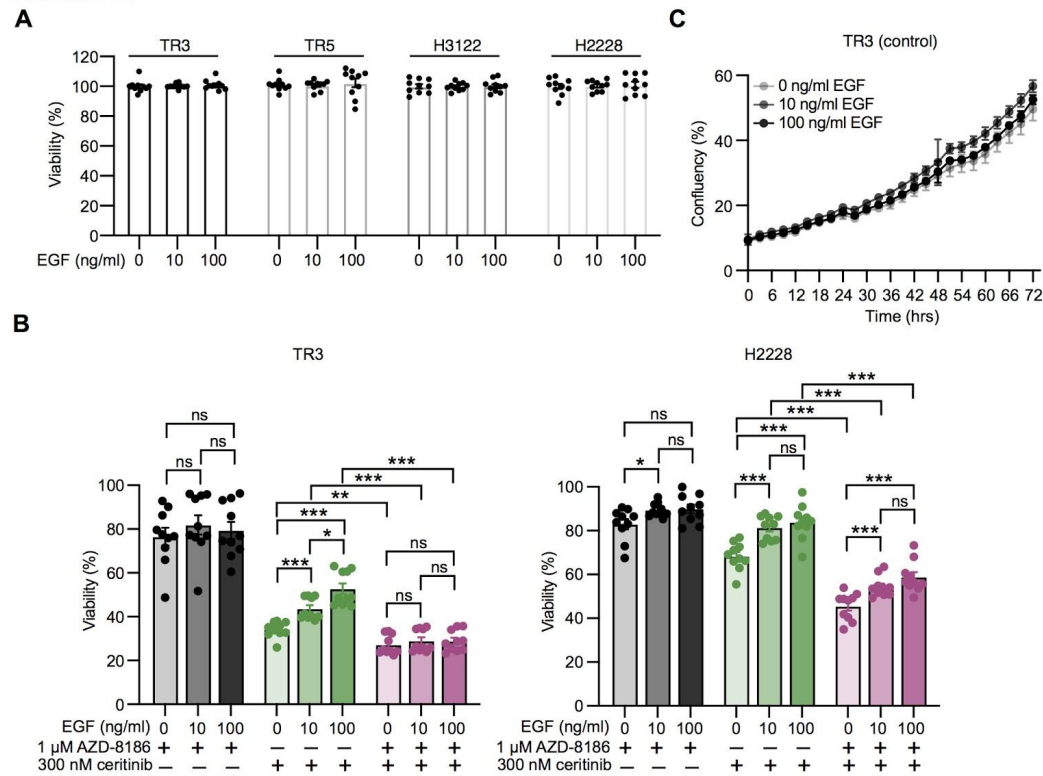 A
TR3 TR5 H3122 H2228
120
100
80
60
40
20
0
Viability (%)
EGF (ng/ml) 0 10 100 0 10 100 0 10 100 0 10 100
C
TR3 (control)
60
40
20
0
Confluency (%)
0 ng/ml EGF
10 ng/ml EGF
100 ng/ml EGF
0 6 12 18 24 30 36 42 48 54 60 66 72
Time (hrs)
B
TR3
ns
ns ns
***
***
**
***
*
***
ns
ns
ns
100
80
60
40
20
0
Viability (%)
EGF (ng/ml) 0 10 100 0 10 100 0 10 100
1 μM AZD-8186 + + + — — — + + +
300 nM ceritinib — — — + + + + + +
H2228
***
***
***
ns
***
ns
ns
* *** ***
ns
***
100
80
60
40
20
0
Viability (%)
EGF (ng/ml) 0 10 100 0 10 100 0 10 100
1 μM AZD-8186 + + + — — — + + +
300 nM ceritinib — — — + + + + + +